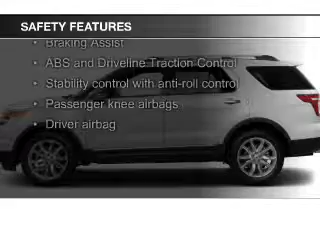 SAFETY FEATURES
• Braking Assist
• ABS and Driveline Traction Control
• Stability control with anti-roll control
• Passenger knee airbags
• Driver airbag